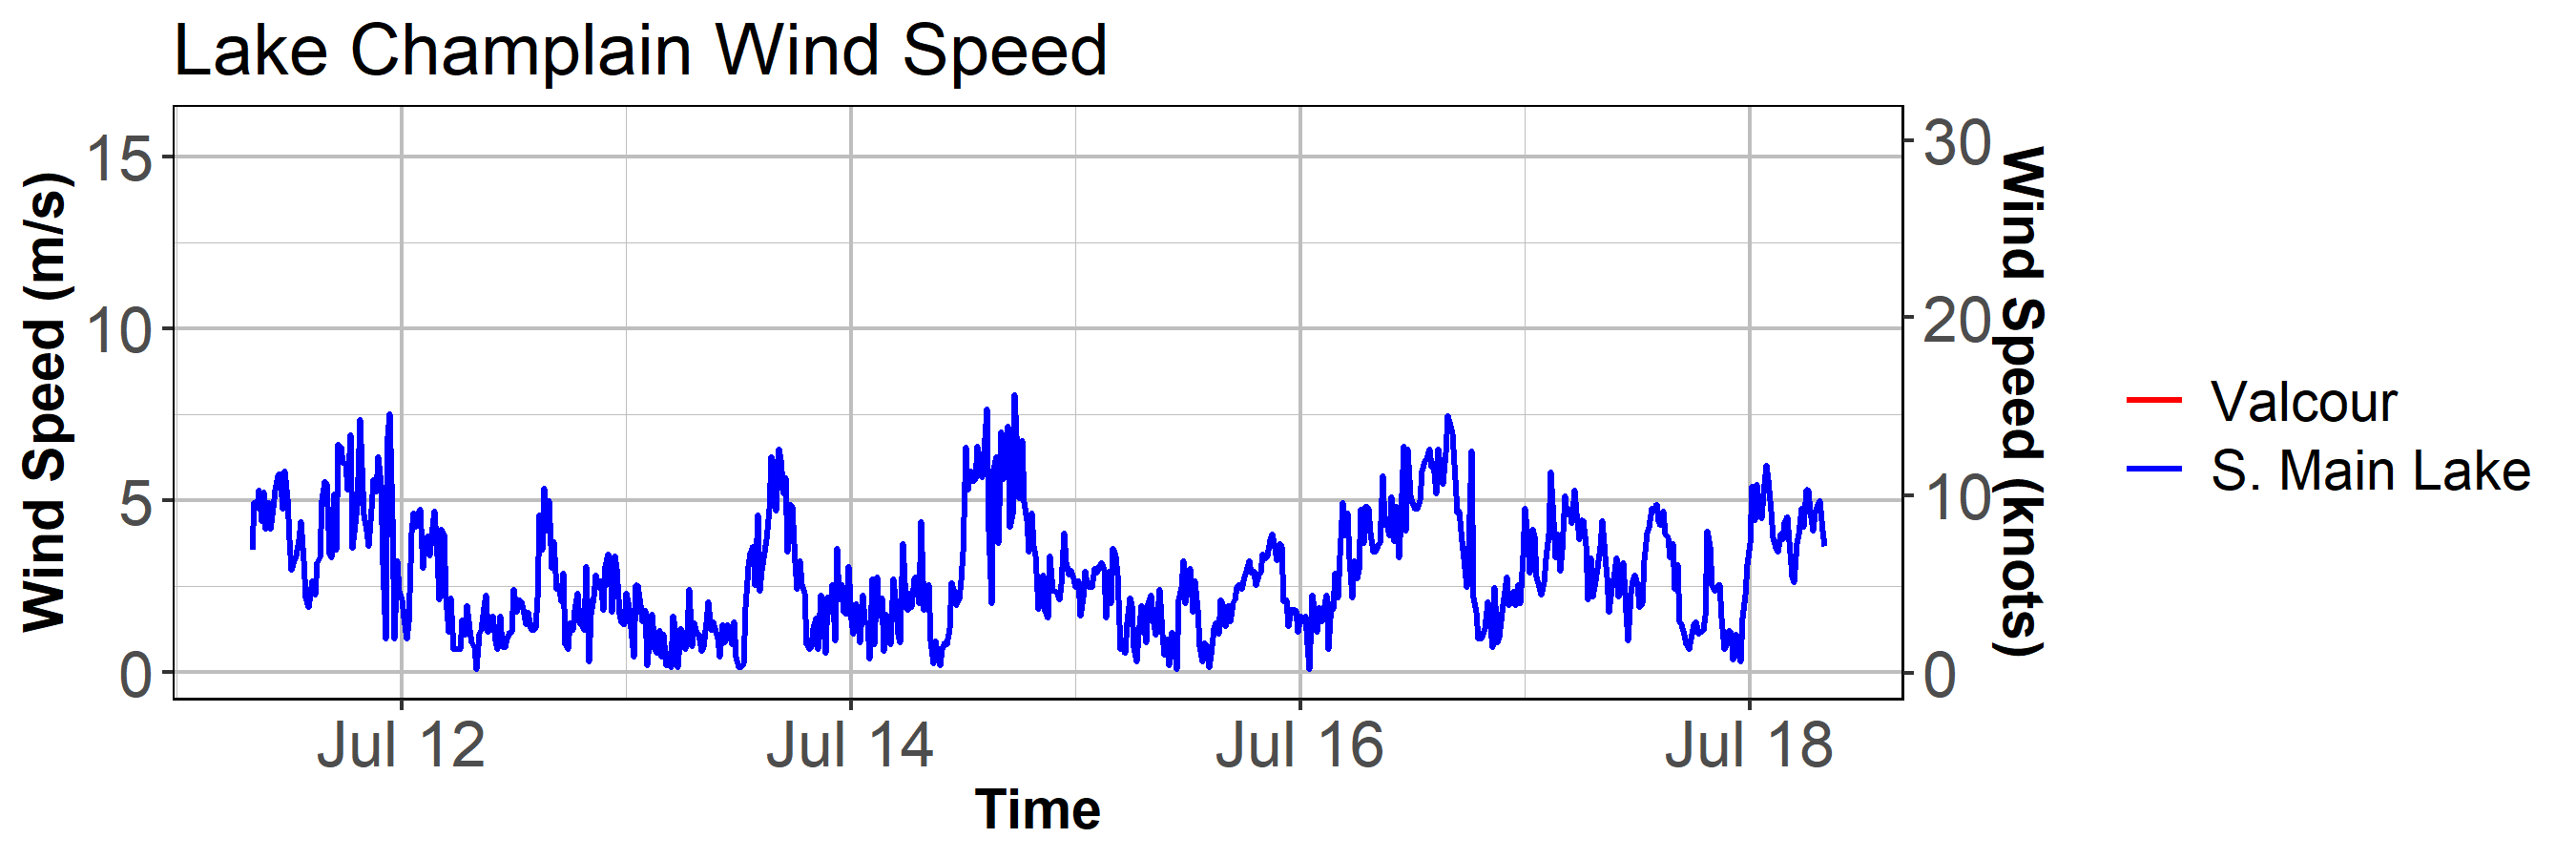 Lake Champlain Wind Speed
Wind Speed (m/s)
15
10
5
0
30
20
10
0
Wind Speed (knots)
Jul 12
Jul 14
Jul 16
Jul 18
Time
Valcour
S. Main Lake